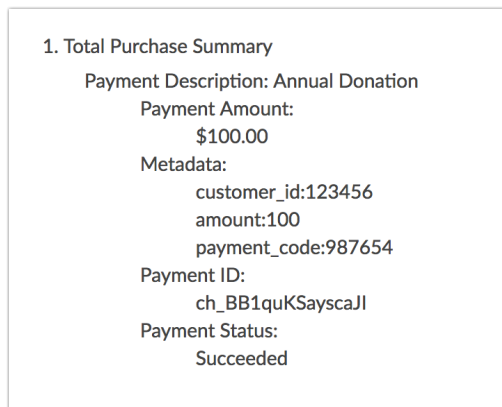 1. Total Purchase Summary
Payment Description: Annual Donation
Payment Amount:
$100.00
Metadata:
customer_id:123456
amount:100
payment_code:987654
Payment ID:
ch_BB1quKSayscaJI
Payment Status:
Succeeded